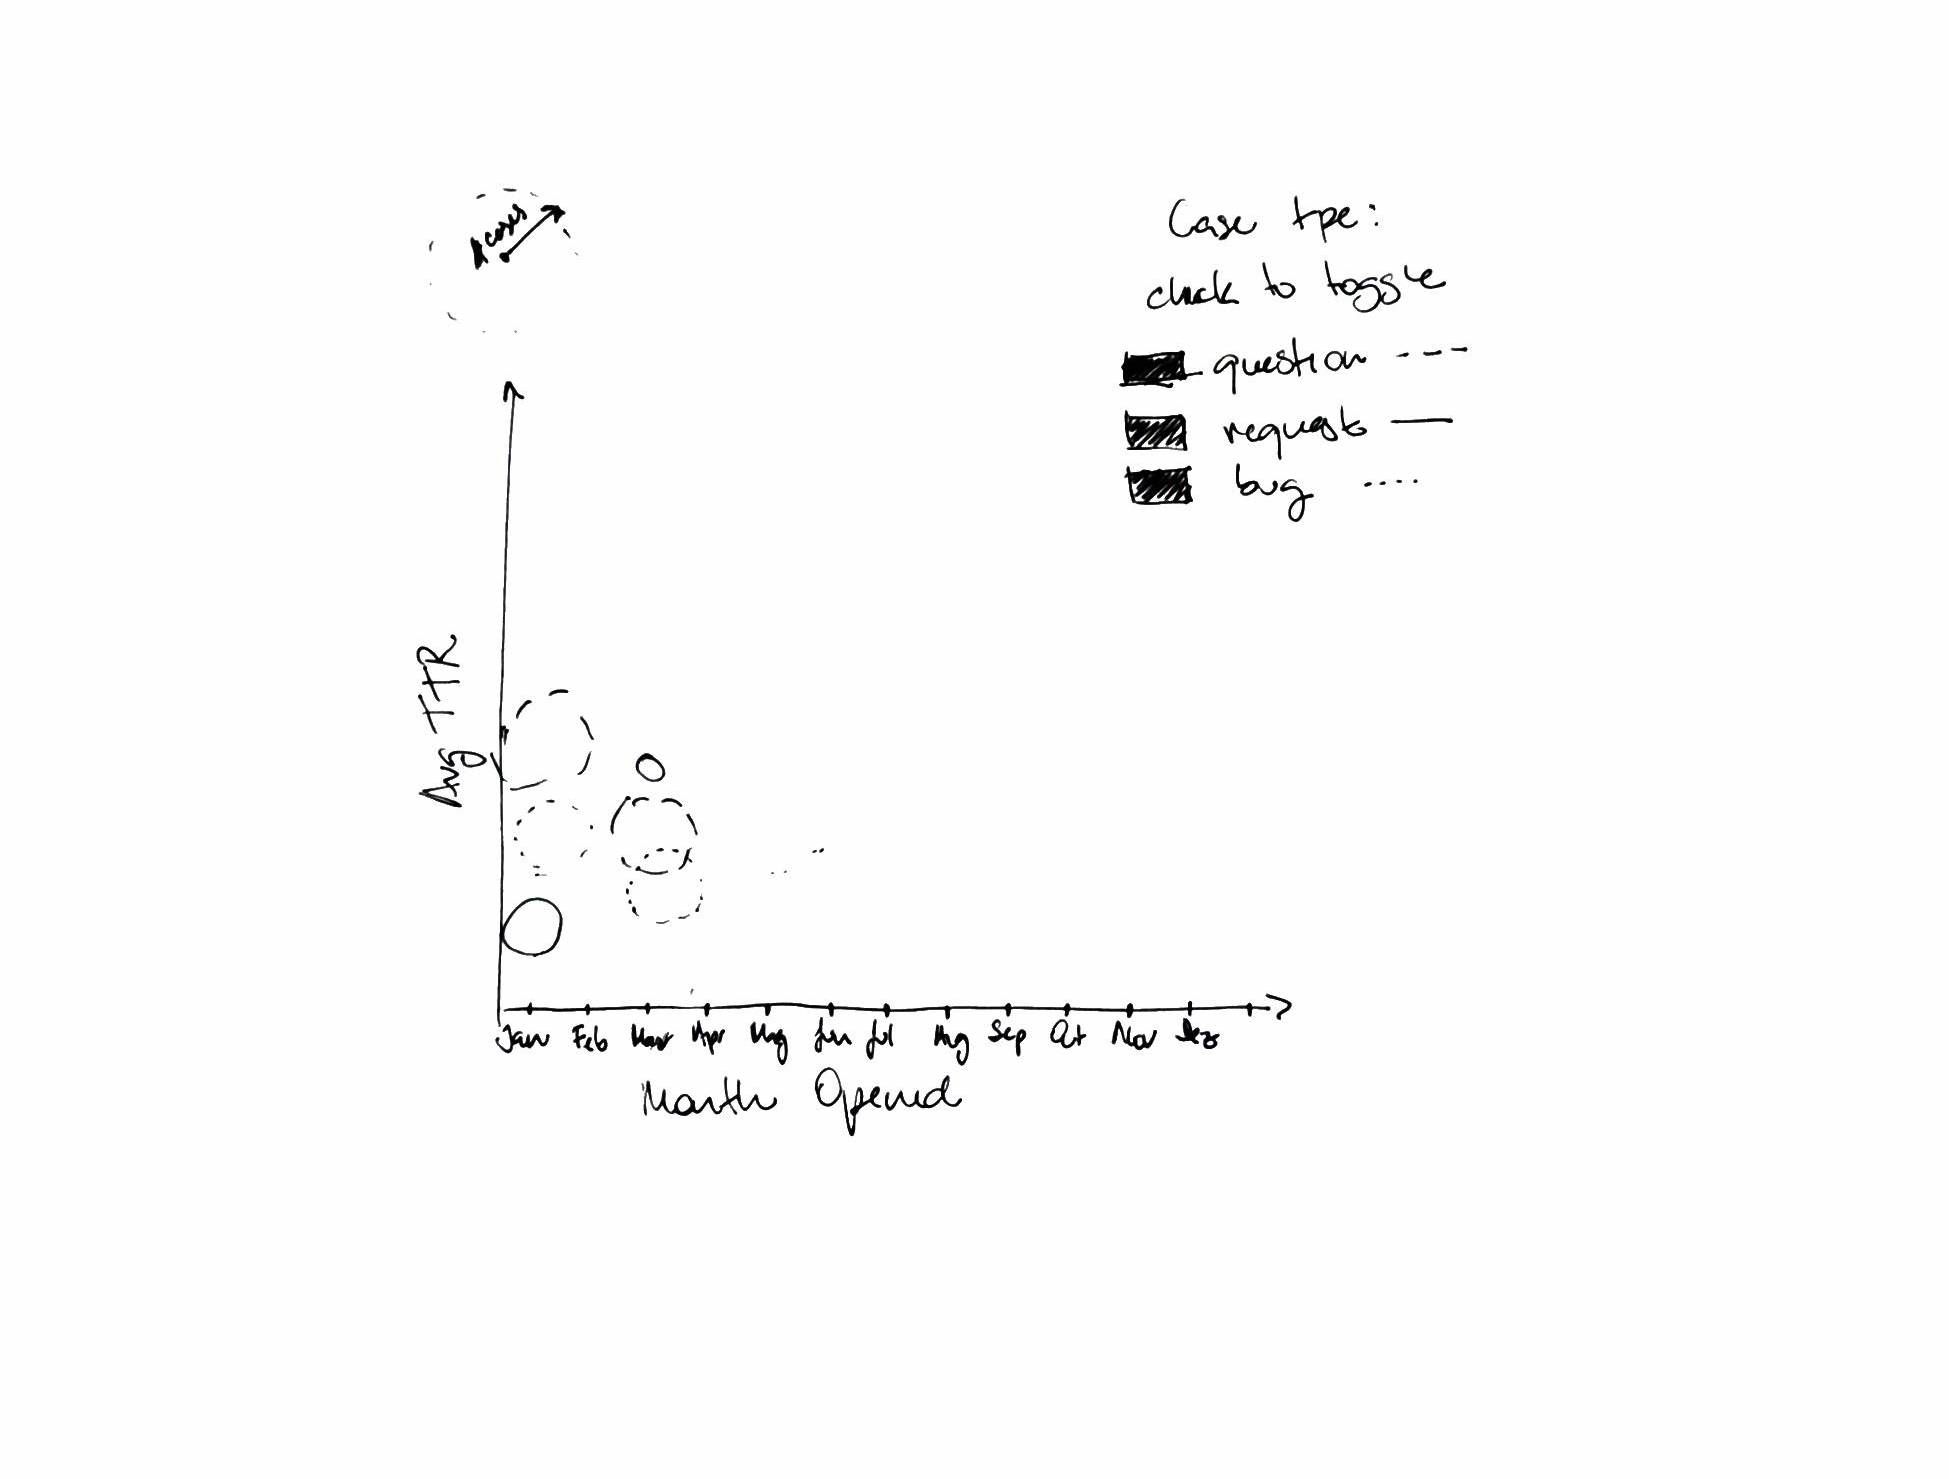 # cases
Case tpe:
click to toggle
question
requests
bug
Avg TTR
Jan Feb Mar Apr May Jun Jul Aug Sep Oct Nov Dez
Month Opened